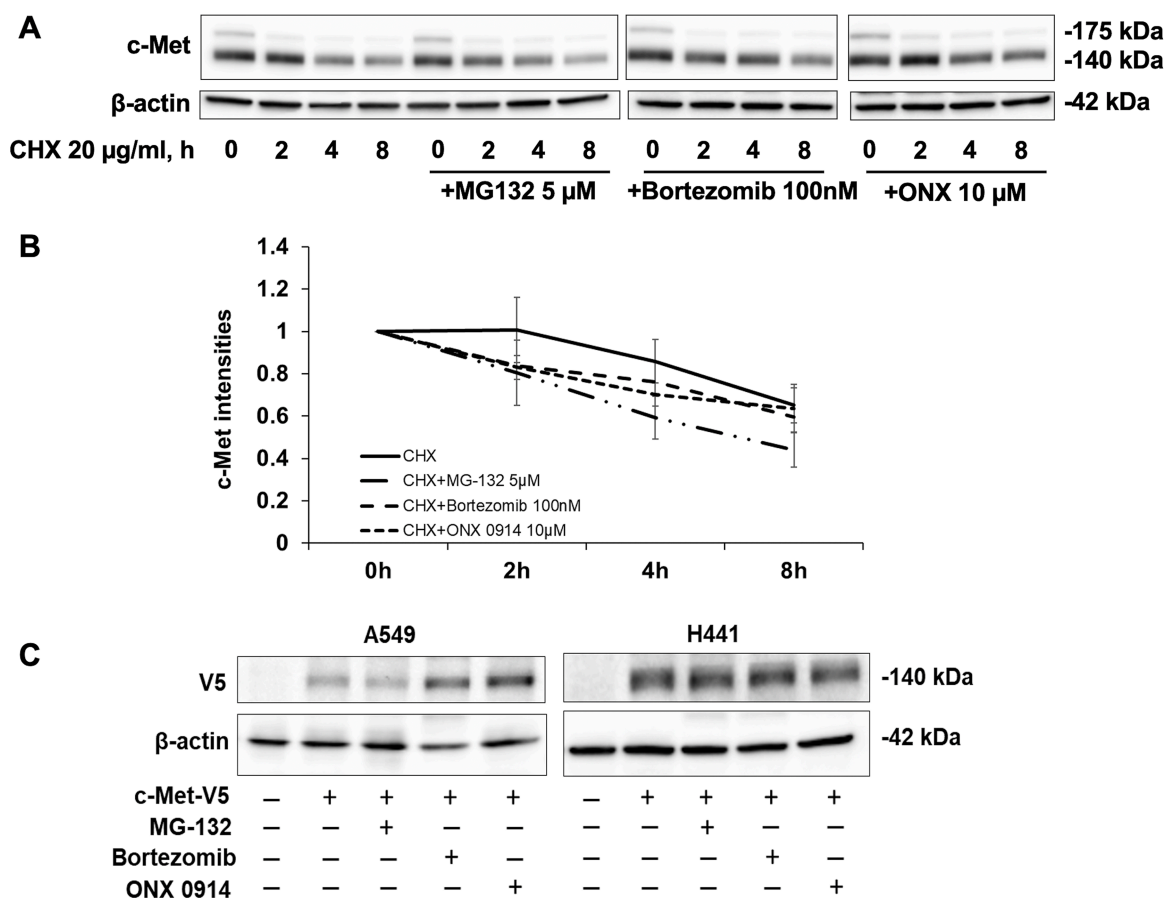 A
c-Met
-175 kDa
-140 kDa
β-actin
-42 kDa
CHX 20 µg/ml, h 0 2 4 8 0 2 4 8 0 2 4 8 0 2 4 8
+MG132 5 µM +Bortezomib 100nM +ONX 10 µM
B
c-Met intensities
1.4
1.2
1
0.8
0.6
0.4
0.2
0
CHX
CHX+MG-132 5µM
CHX+Bortezomib 100nM
CHX+ONX 0914 10µM
0h 2h 4h 8h
C
A549 H441
V5 -140 kDa
β-actin -42 kDa
c-Met-V5 – + + + + – + + + +
MG-132 – – + – – – – + – –
Bortezomib – – – + – – – – + –
ONX 0914 – – – – + – – – – +